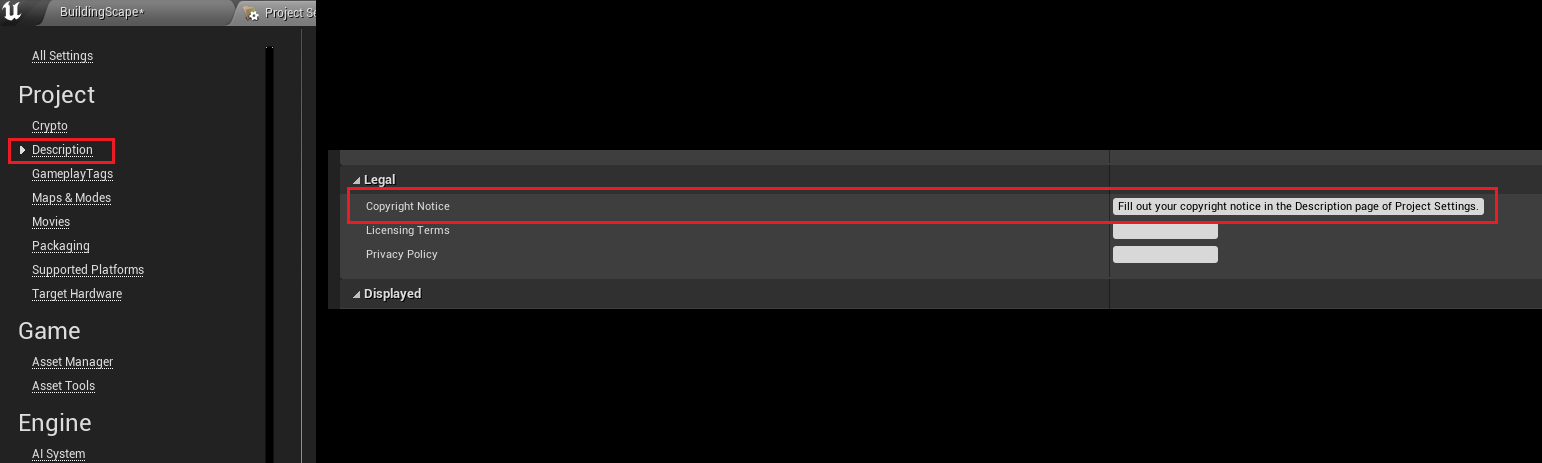 BuildingScape*
Project Se
All Settings
Project
Crypto
Description
GameplayTags
Maps & Modes
Movies
Packaging
Supported Platforms
Target Hardware
Game
Asset Manager
Asset Tools
Engine
AI System
Legal
Copyright Notice
Fill out your copyright notice in the Description page of Project Settings.
Licensing Terms
Privacy Policy
Displayed